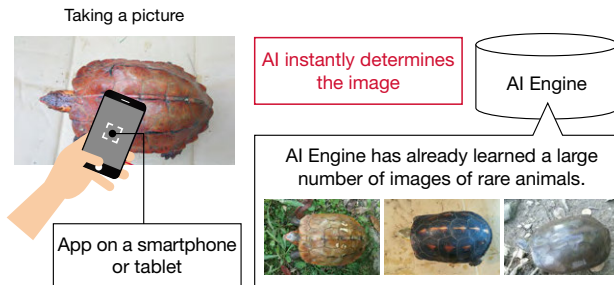 Taking a picture
AI instantly determines
the image
AI Engine
AI Engine has already learned a large
number of images of rare animals.
App on a smartphone
or tablet